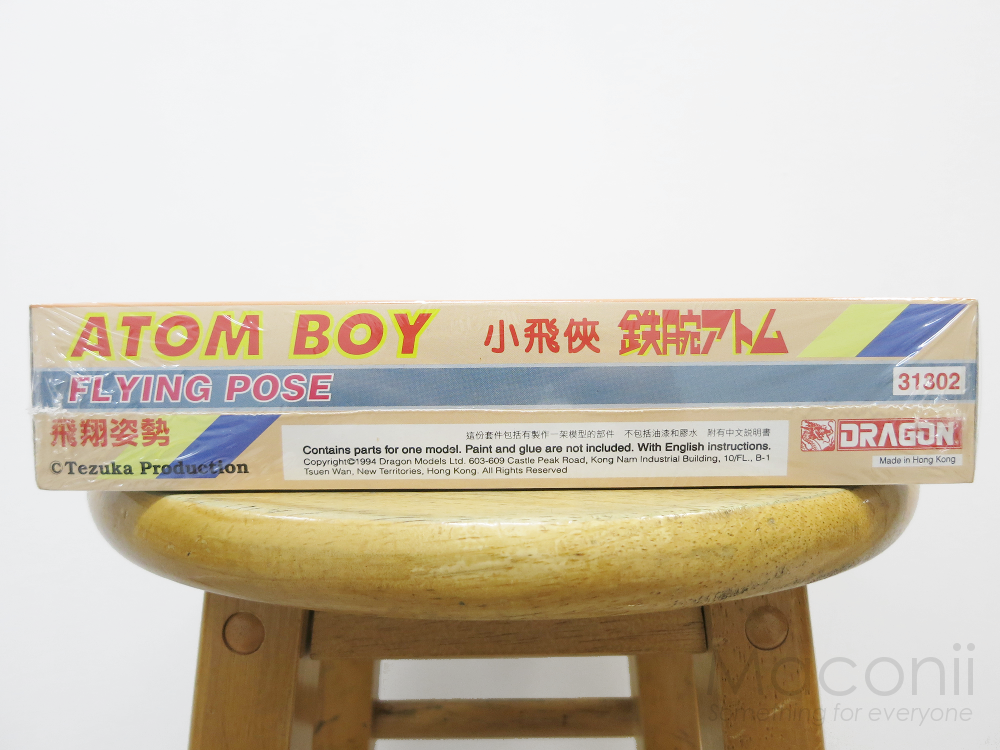 ATOM BOY 小飛俠 鉄腕アトム
FLYING POSE
31302
飛翔姿勢
©Tezuka Production
這份套件包括有製作一架模型的部件 不包括油漆和膠水 附有中文說明書
Contains parts for one model. Paint and glue are not included. With English instructions.
Copyright©1994 Dragon Models Ltd. 603-609 Castle Peak Road, Kong Nam Industrial Building, 10/FL., B-1
Tsuen Wan, New Territories, Hong Kong. All Rights Reserved
DRAGON
Made in Hong Kong
Maconii
Something for everyone